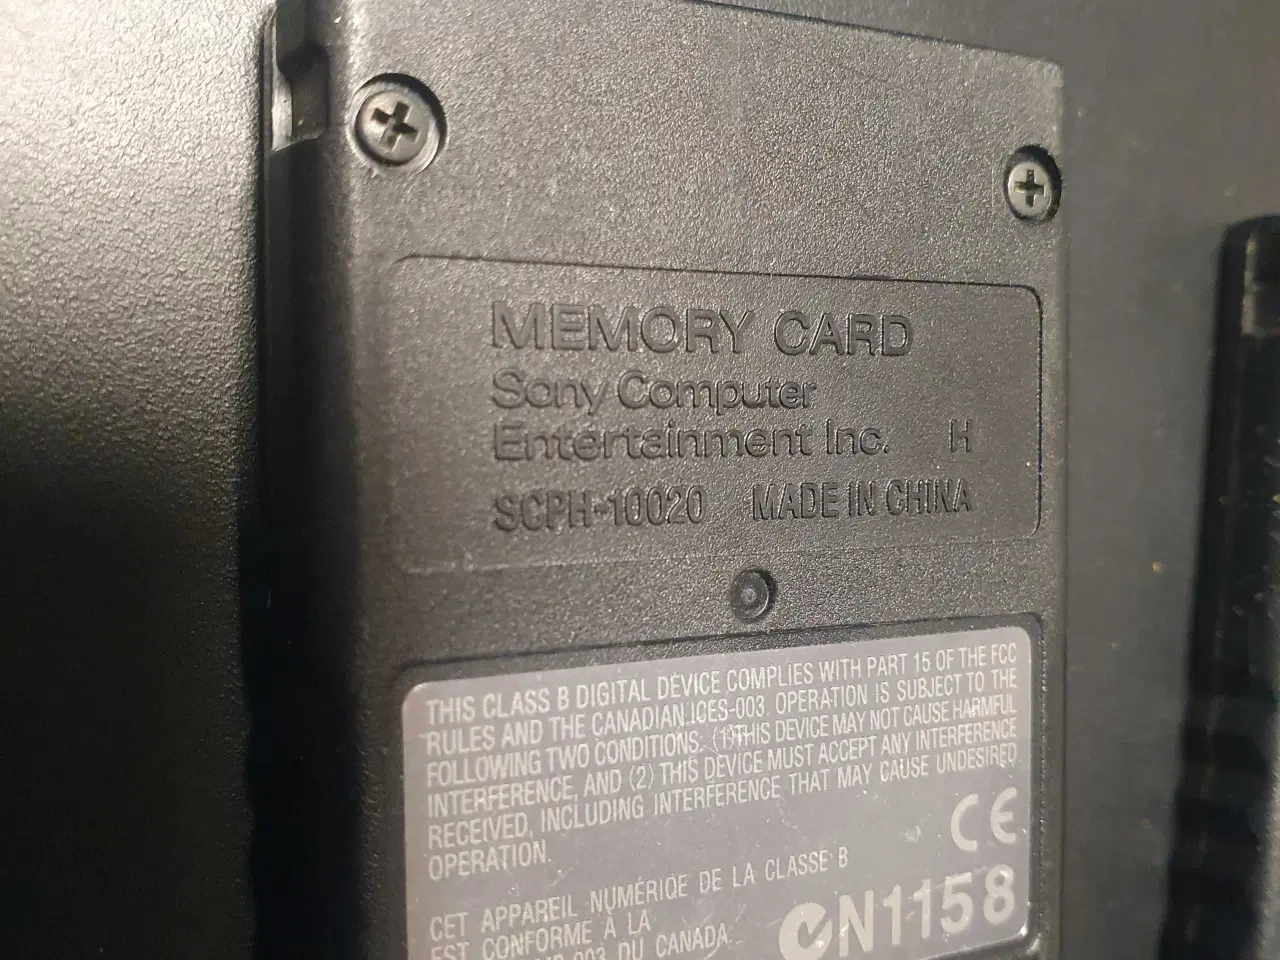 MEMORY CARD
Sony Computer
Entertainment Inc. H
SCPH-10020 MADE IN CHINA
THIS CLASS B DIGITAL DEVICE COMPLIES WITH PART 15 OF THE FCC
RULES AND THE CANADIAN ICES-003. OPERATION IS SUBJECT TO THE
FOLLOWING TWO CONDITIONS. (1)THIS DEVICE MAY NOT CAUSE HARMFUL
INTERFERENCE, AND (2) THIS DEVICE MUST ACCEPT ANY INTERFERENCE
RECEIVED, INCLUDING INTERFERENCE THAT MAY CAUSE UNDESIRED
OPERATION.
CE
CET APPAREIL NUMÉRIQE DE LA CLASSE B
EST CONFORME À LA
003 DU CANADA.
N1158